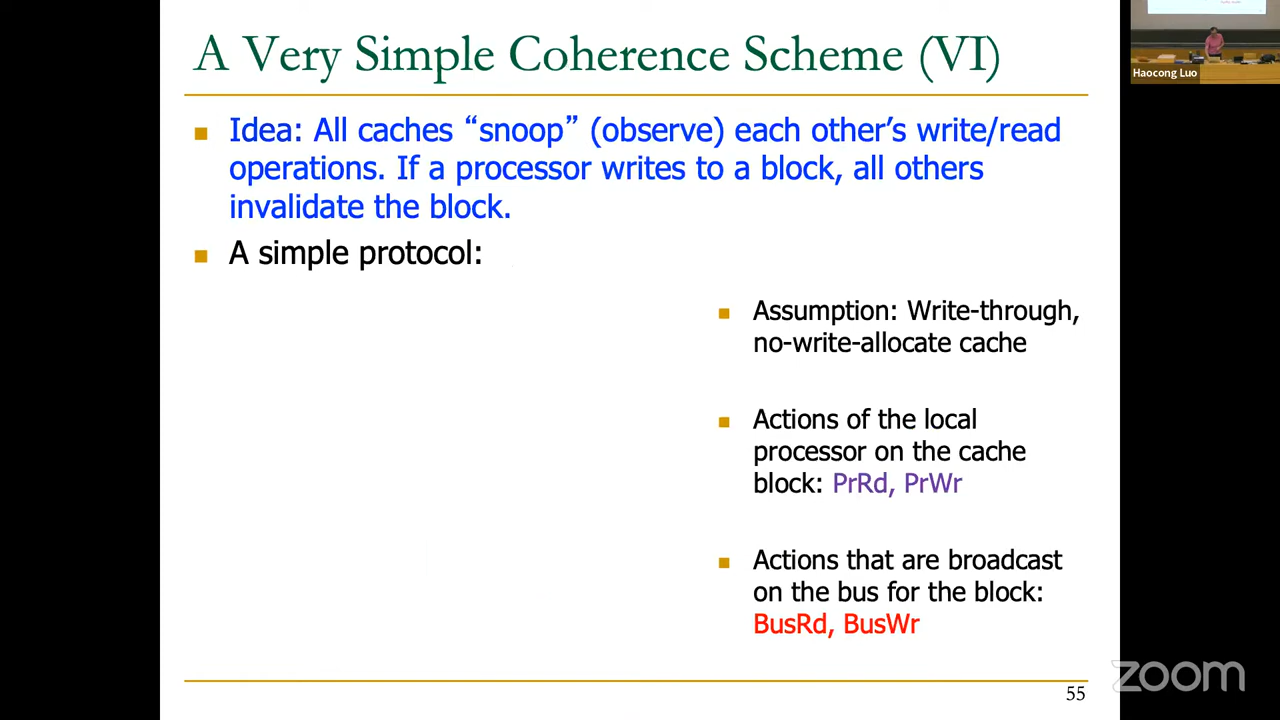 A Very Simple Coherence Scheme (VI)
Idea: All caches “snoop” (observe) each other’s write/read
operations. If a processor writes to a block, all others
invalidate the block.
A simple protocol:
Assumption: Write-through,
no-write-allocate cache
Actions of the local
processor on the cache
block: PrRd, PrWr
Actions that are broadcast
on the bus for the block:
BusRd, BusWr
55
Haocong Luo
zoom